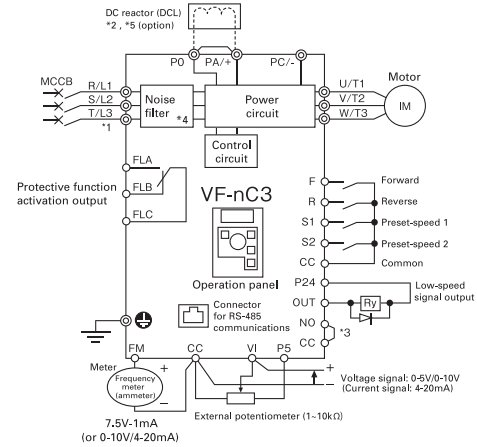 DC reactor (DCL)
*2 , *5 (option)
PO PA/+ PC/-
MCCB
R/L1
S/L2
T/L3
*1
Noise
filter
*4
Power
circuit
U/T1
V/T2
W/T3
Motor
IM
Control
circuit
FLA
FLB
FLC
Protective function
activation output
VF-nC3
Operation panel
F Forward
R Reverse
S1 Preset-speed 1
S2 Preset-speed 2
CC Common
P24
OUT
Ry
Low-speed
signal output
NO
*3
CC
Connector
for RS-485
communications
FM CC VI P5
Meter
+
Frequency
meter
(ammeter)
−
7.5V-1mA
(or 0-10V/4-20mA)
External potentiometer (1~10kΩ)
+
−
Voltage signal: 0-5V/0-10V
(Current signal: 4-20mA)